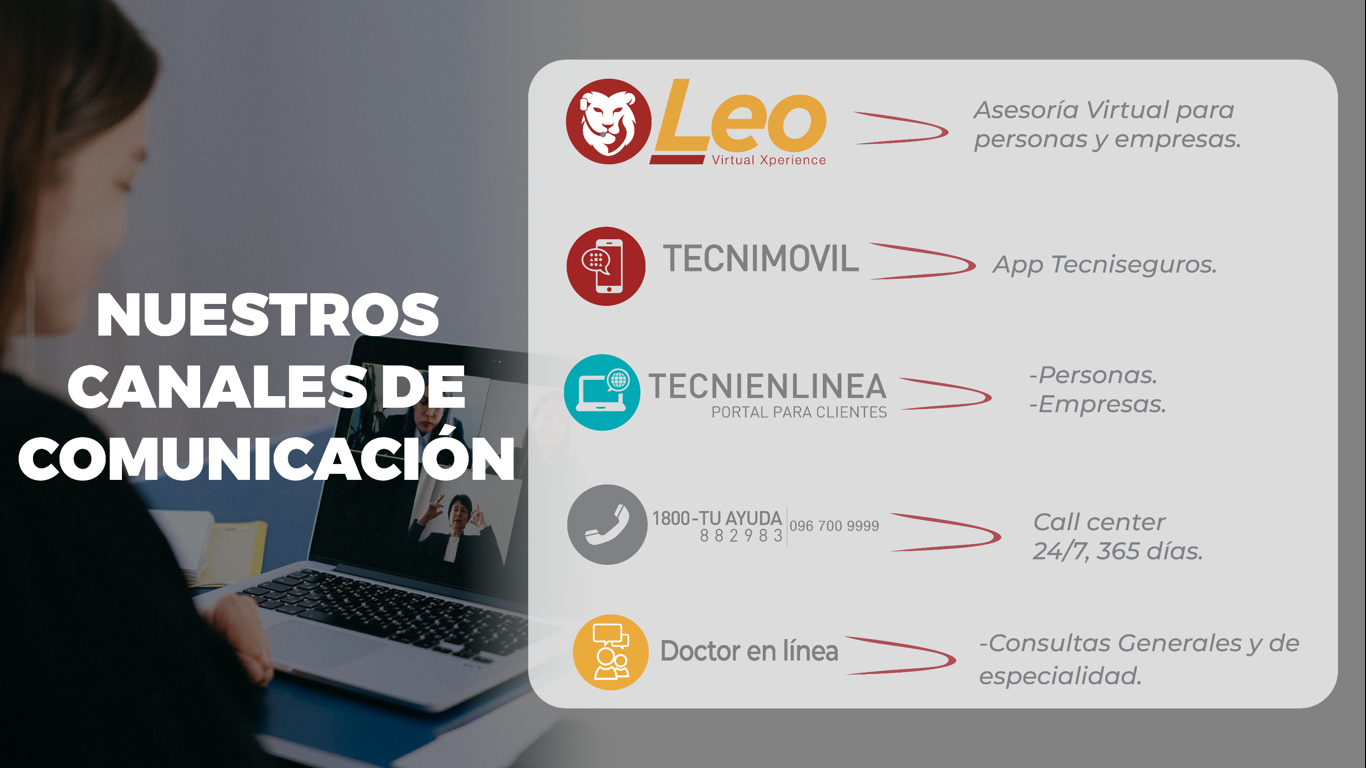 NUESTROS
CANALES DE
COMUNICACIÓN
Leo
Virtual Xperience
Asesoría Virtual para
personas y empresas.
TECNIMOVIL
App Tecniseguros.
TECNIENLINEA
PORTAL PARA CLIENTES
-Personas.
-Empresas.
1800-TU AYUDA
882983
096 700 9999
Call center
24/7, 365 días.
Doctor en línea
-Consultas Generales y de
especialidad.